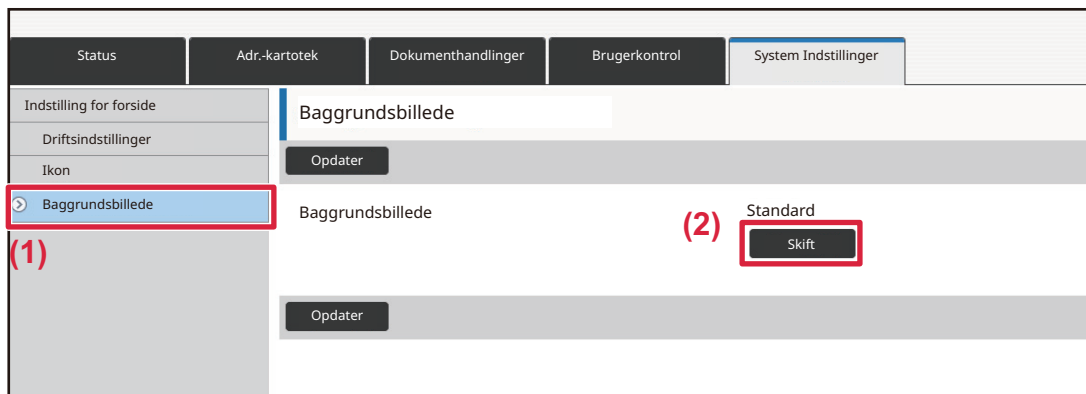 Status Adr.-kartotek Dokumenthandlinger Brugerkontrol System Indstillinger
Indstilling for forside
Driftsindstillinger
Ikon
Baggrundsbillede
(1)
Baggrundsbillede
Opdater
Baggrundsbillede
Standard
(2)
Skift
Opdater